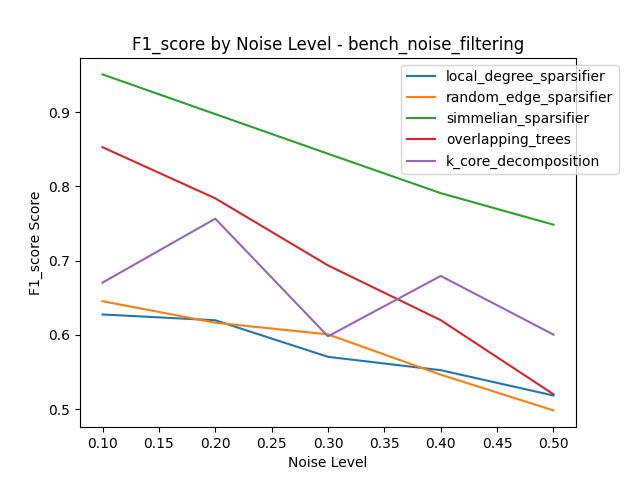 F1_score by Noise Level - bench_noise_filtering
local_degree_sparsifier
random_edge_sparsifier
simmelian_sparsifier
overlapping_trees
k_core_decomposition
F1_score Score
0.9
0.8
0.7
0.6
0.5
0.10 0.15 0.20 0.25 0.30 0.35 0.40 0.45 0.50
Noise Level